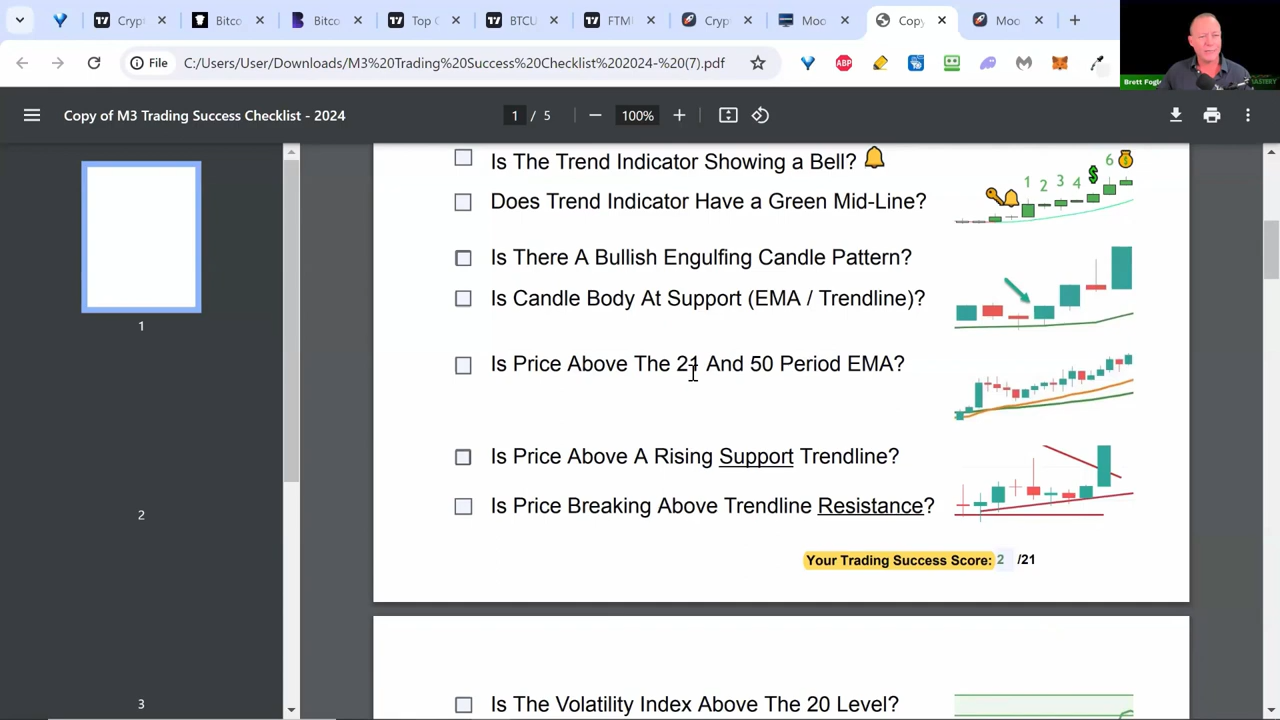 Cryp
Bitco
Bitco
Top C
BTCU
FTMI
Cryp
Moo
Copy
Moo
File
C:/Users/User/Downloads/M3%20Trading%20Success%20Checklist%202024-%20(7).pdf
ABP
Brett Fogle
Copy of M3 Trading Success Checklist - 2024
1 / 5
100%
Is The Trend Indicator Showing a Bell? 🔔
Does Trend Indicator Have a Green Mid-Line?
1 2 3 4 $ 6
Is There A Bullish Engulfing Candle Pattern?
Is Candle Body At Support (EMA / Trendline)?
1
Is Price Above The 21 And 50 Period EMA?
Is Price Above A Rising Support Trendline?
Is Price Breaking Above Trendline Resistance?
2
Your Trading Success Score: 2 /21
Is The Volatility Index Above The 20 Level?
3